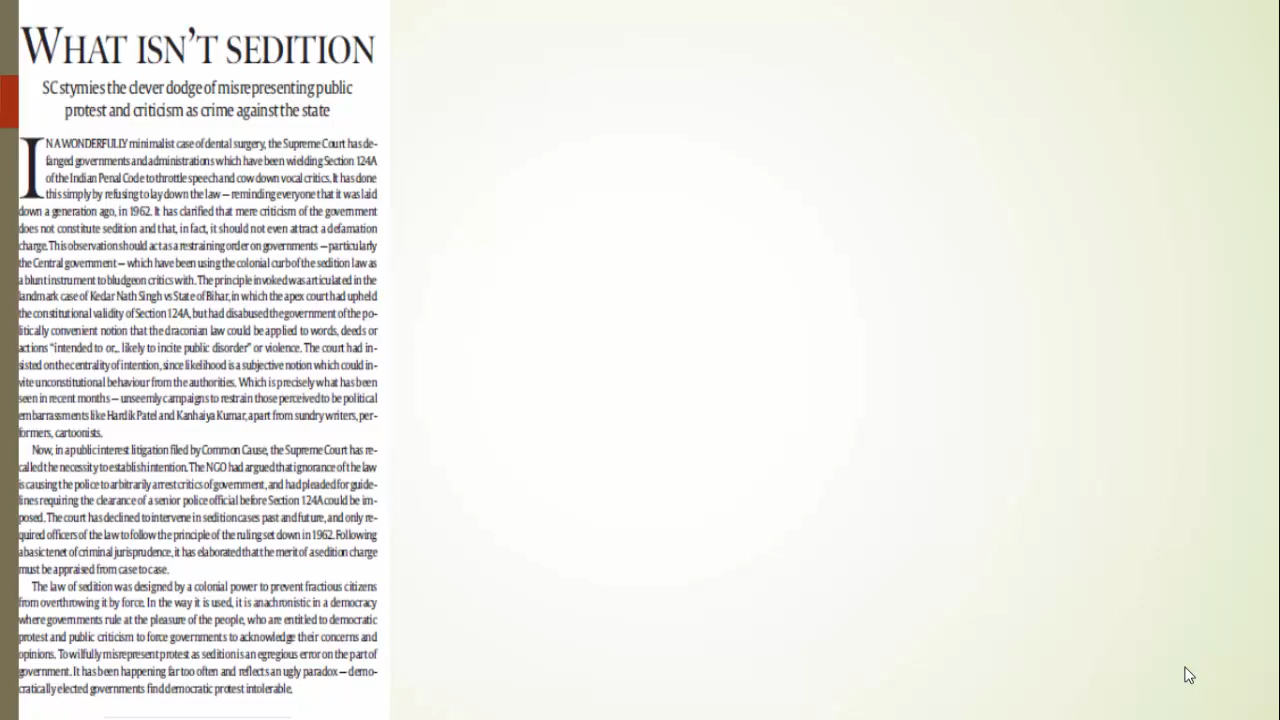 WHAT ISN'T SEDITION
SC stymies the clever dodge of misrepresenting public
protest and criticism as crime against the state
IN A WONDERFULLY minimalist case of dental surgery, the Supreme Court has de-
fanged governments and administrations which have been wielding Section 124A
of the Indian Penal Code to throttle speech and cow down vocal critics. It has done
this simply by refusing to lay down the law — reminding everyone that it was laid
down a generation ago, in 1962. It has clarified that mere criticism of the government
does not constitute sedition and that, in fact, it should not even attract a defamation
charge. This observation should act as a restraining order on governments — particularly
the Central government — which have been using the colonial curb of the sedition law as
a blunt instrument to bludgeon critics with. The principle invoked was articulated in the
landmark case of Kedar Nath Singh vs State of Bihar, in which the apex court had upheld
the constitutional validity of Section 124A, but had disabused the government of the po-
litically convenient notion that the draconian law could be applied to words, deeds or
actions "intended to or... likely to incite public disorder" or violence. The court had in-
sisted on the centrality of intention, since likelihood is a subjective notion which could in-
vite unconstitutional behaviour from the authorities. Which is precisely what has been
seen in recent months — unseemly campaigns to restrain those perceived to be political
embarrassments like Hardik Patel and Kanhaiya Kumar, apart from sundry writers, per-
formers, cartoonists.
Now, in a public interest litigation filed by Common Cause, the Supreme Court has re-
called the necessity to establish intention. The NGO had argued that ignorance of the law
is causing the police to arbitrarily arrest critics of government, and had pleaded for guide-
lines requiring the clearance of a senior police official before Section 124A could be im-
posed. The court has declined to intervene in sedition cases past and future, and only re-
quired officers of the law to follow the principle of the ruling set down in 1962. Following
a basic tenet of criminal jurisprudence, it has elaborated that the merit of a sedition charge
must be appraised from case to case.
The law of sedition was designed by a colonial power to prevent fractious citizens
from overthrowing it by force. In the way it is used, it is anachronistic in a democracy
where governments rule at the pleasure of the people, who are entitled to democratic
protest and public criticism to force governments to acknowledge their concerns and
opinions. To wilfully misrepresent protest as sedition is an egregious error on the part of
government. It has been happening far too often and reflects an ugly paradox — demo-
cratically elected governments find democratic protest intolerable.